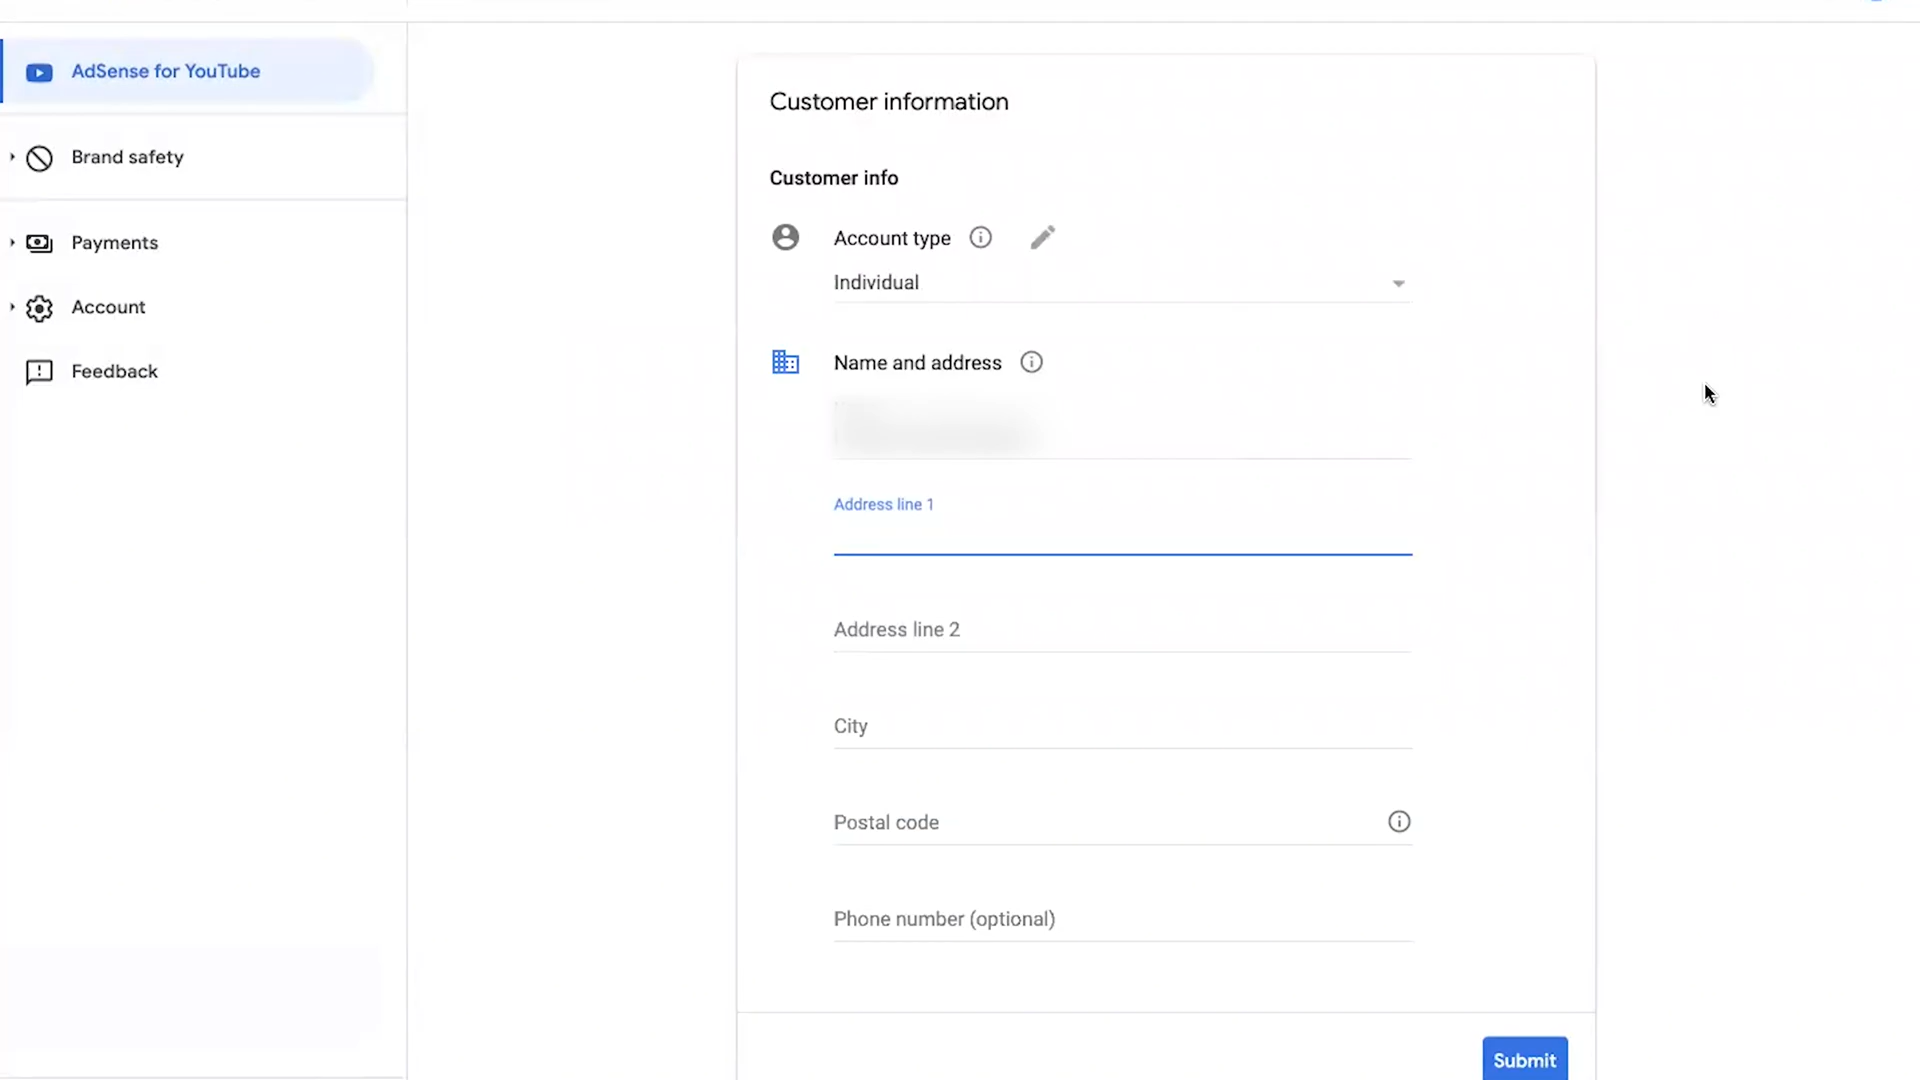 AdSense for YouTube
Brand safety
Payments
Account
Feedback
Customer information
Customer info
Account type
Individual
Name and address
Address line 1
Address line 2
City
Postal code
Phone number (optional)
Submit